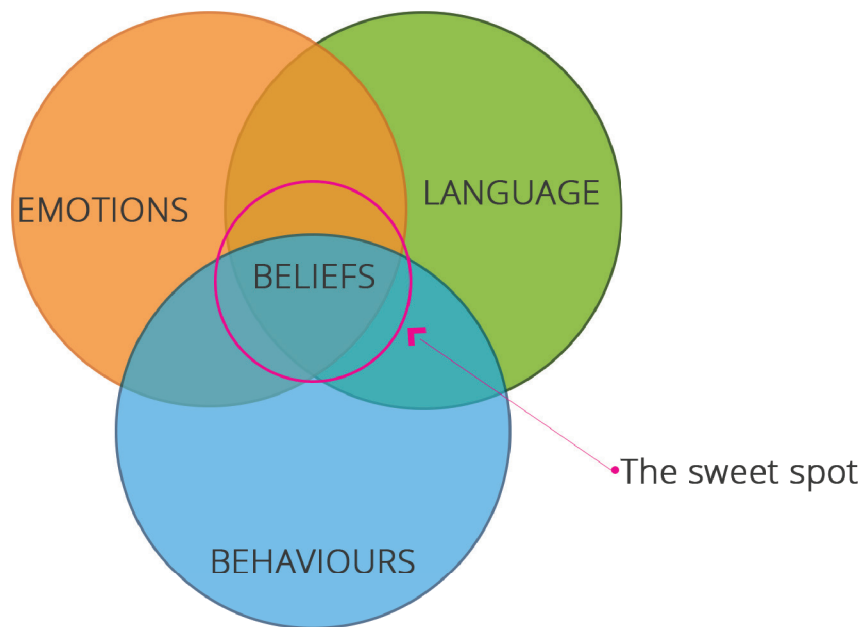 EMOTIONS
LANGUAGE
BELIEFS
The sweet spot
BEHAVIOURS